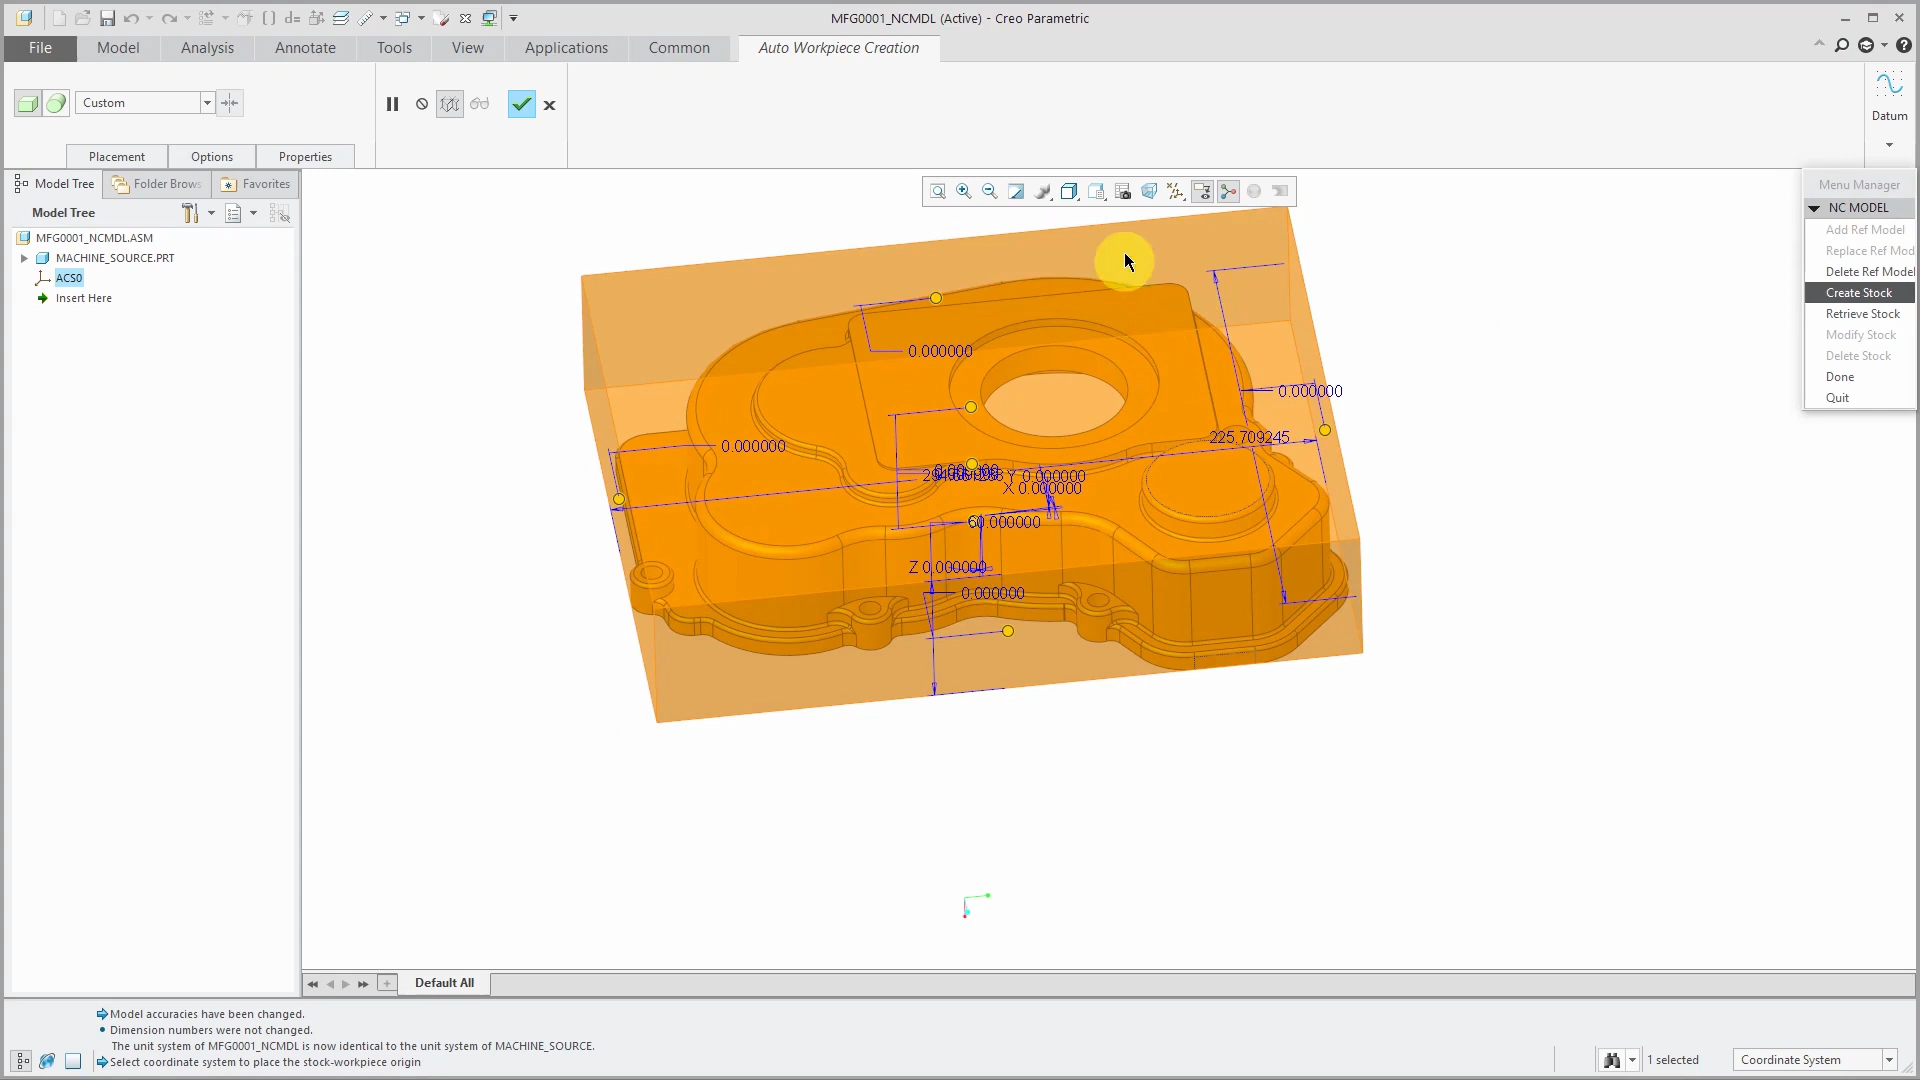 MFG0001_NCMDL (Active) - Creo Parametric
File Model Analysis Annotate Tools View Applications Common Auto Workpiece Creation
Custom
Datum
Placement Options Properties
Model Tree Folder Brows Favorites
Model Tree
MFG0001_NCMDL.ASM
MACHINE_SOURCE.PRT
ACS0
Insert Here
Menu Manager
NC MODEL
Add Ref Model
Replace Ref Mod
Delete Ref Model
Create Stock
Retrieve Stock
Modify Stock
Delete Stock
Done
Quit
0.000000
0.000000
225.709245
0.000000
Y 0.000000
X 0.000000
60.000000
Z 0.000000
0.000000
Default All
Model accuracies have been changed.
Dimension numbers were not changed.
The unit system of MFG0001_NCMDL is now identical to the unit system of MACHINE_SOURCE.
Select coordinate system to place the stock-workpiece origin
1 selected
Coordinate System